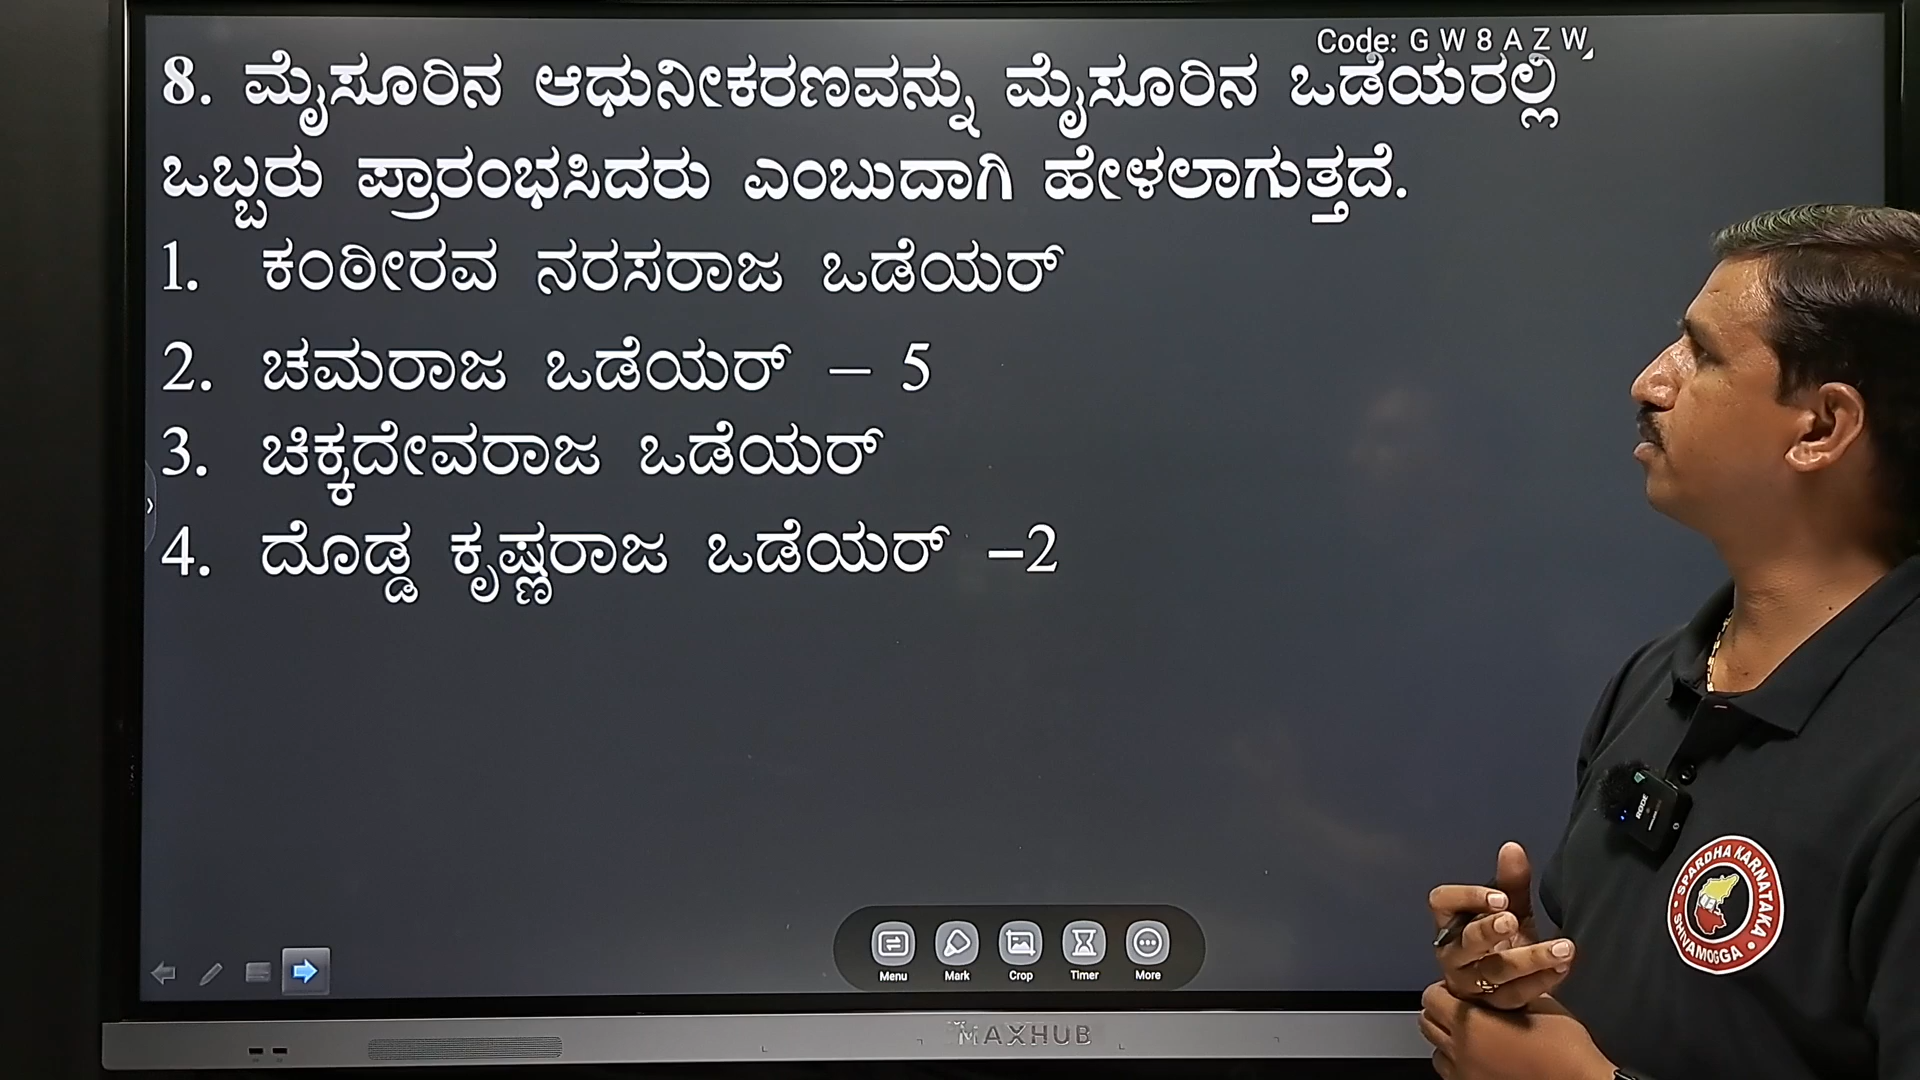 Code: G W 8 A Z W
8. ಮೈಸೂರಿನ ಆಧುನೀಕರಣವನ್ನು ಮೈಸೂರಿನ ಒಡೆಯರಲ್ಲಿ
ಒಬ್ಬರು ಪ್ರಾರಂಭಸಿದರು ಎಂಬುದಾಗಿ ಹೇಳಲಾಗುತ್ತದೆ.
1. ಕಂಠೀರವ ನರಸರಾಜ ಒಡೆಯರ್
2. ಚಮರಾಜ ಒಡೆಯರ್ – 5
3. ಚಿಕ್ಕದೇವರಾಜ ಒಡೆಯರ್
4. ದೊಡ್ಡ ಕೃಷ್ಣರಾಜ ಒಡೆಯರ್ –2
RODE
SPARDHA KARNATAKA
SHIVAMOGGA
Menu Mark Crop Timer More
MAXHUB